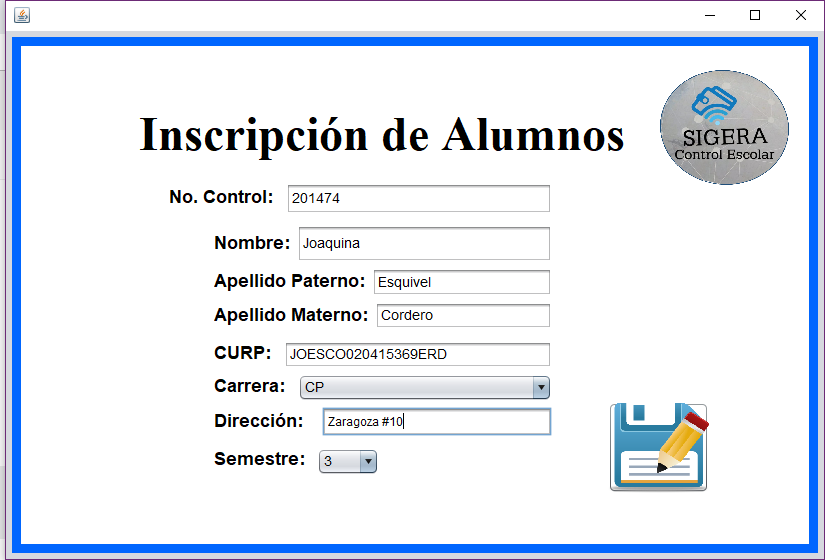 Inscripción de Alumnos
SIGERA
Control Escolar
No. Control: 201474
Nombre: Joaquina
Apellido Paterno: Esquivel
Apellido Materno: Cordero
CURP: JOESCO020415369ERD
Carrera: CP
Dirección: Zaragoza #10
Semestre: 3